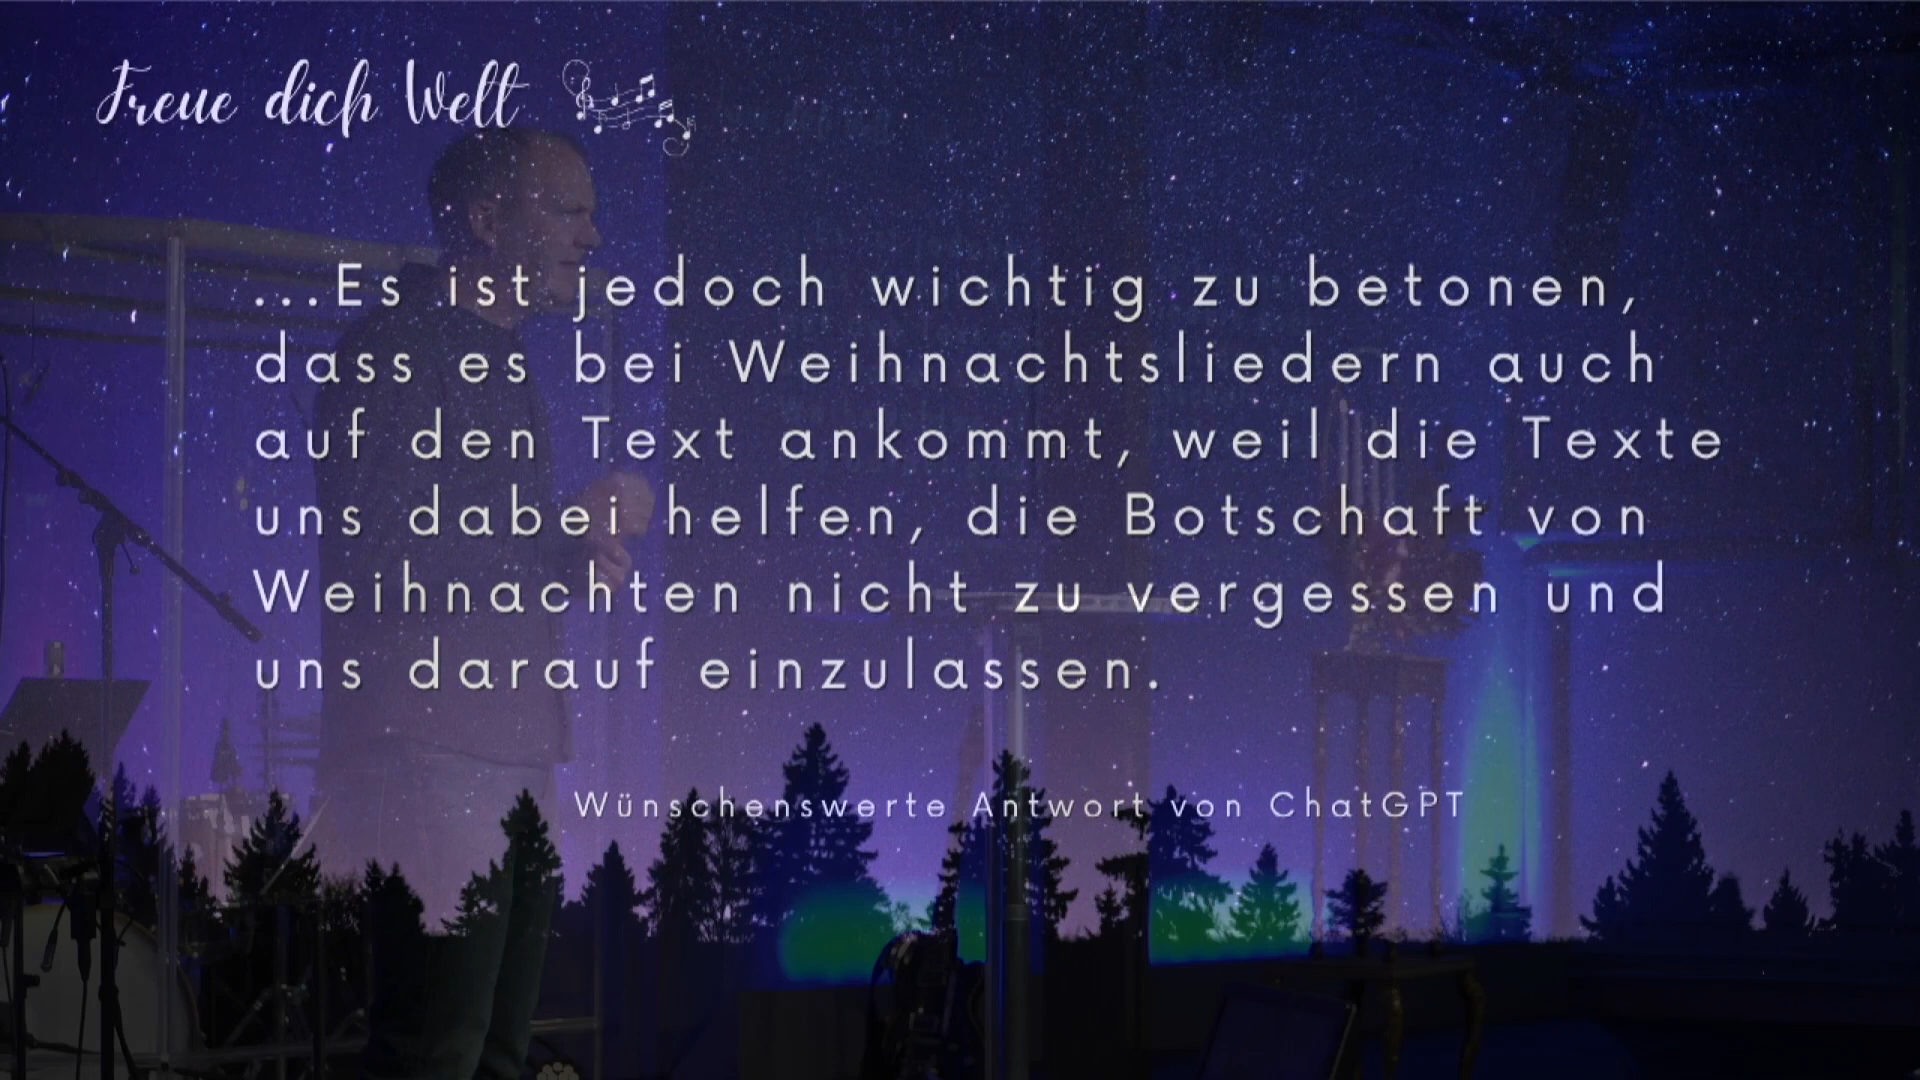 Freue dich Welt
...Es ist jedoch wichtig zu betonen,
dass es bei Weihnachtsliedern auch
auf den Text ankommt, weil die Texte
uns dabei helfen, die Botschaft von
Weihnachten nicht zu vergessen und
uns darauf einzulassen.
Wünschenswerte Antwort von ChatGPT